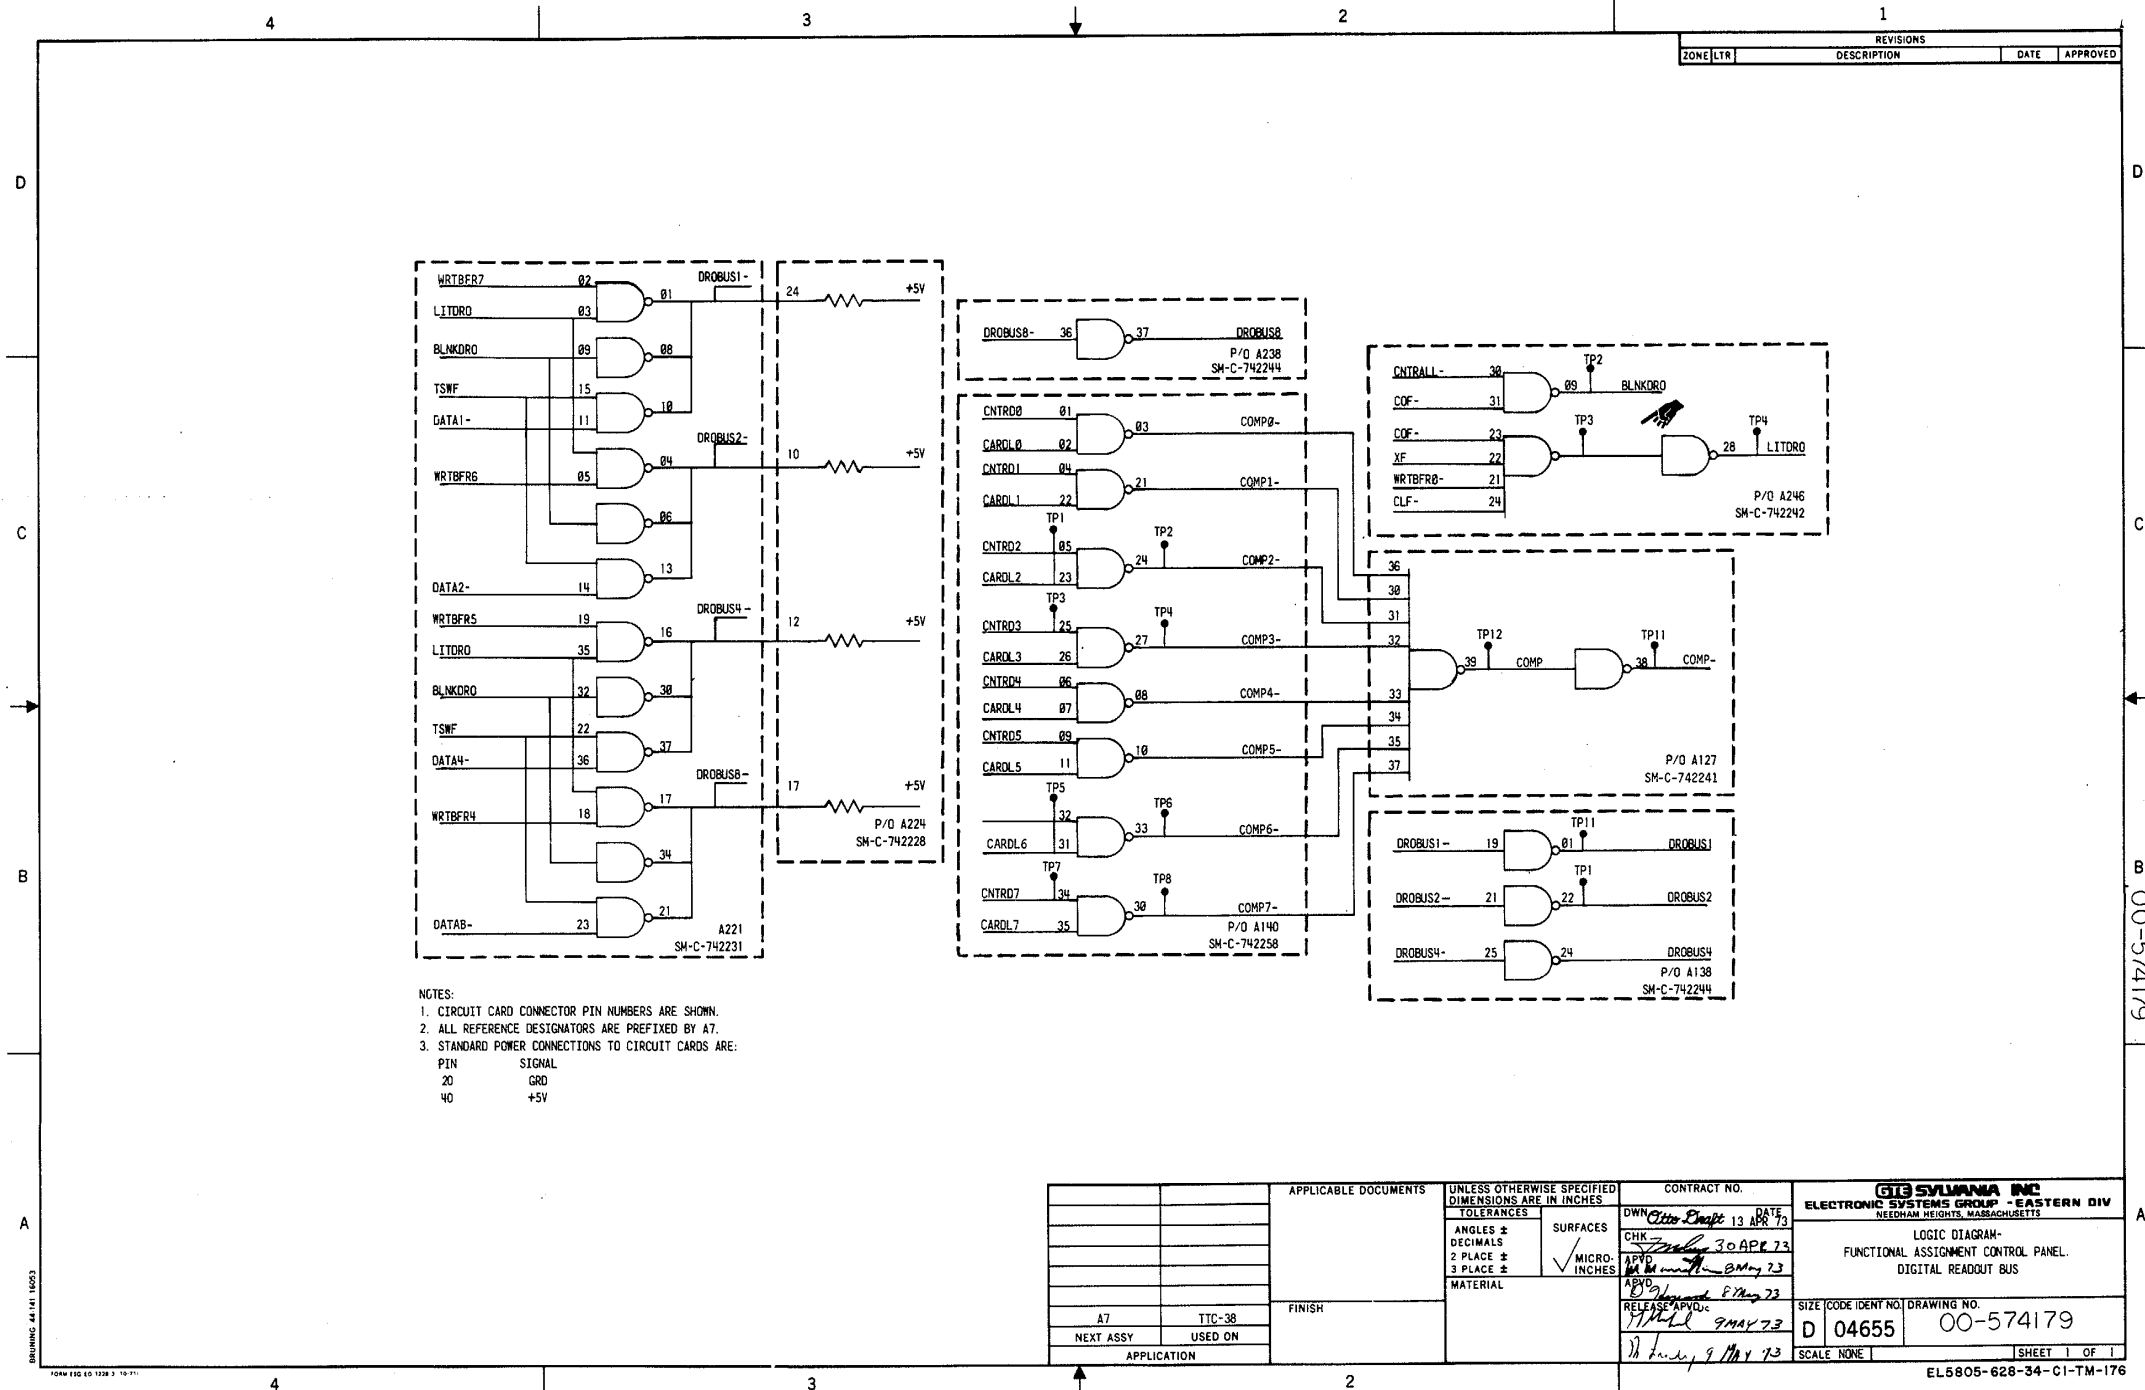 4 3 2 1
REVISIONS
ZONE LTR DESCRIPTION DATE APPROVED
D D
C C
B B
A A
WRTBFR7 02 01 DROBUS1-
LITDRO 03
BLNKDRO 09 08
TSWF 15 10
DATA1- 11
DROBUS2-
04
WRTBFR6 05
06
13
DATA2- 14
WRTBFR5 19 16 DROBUS4-
LITDRO 35
BLNKDRO 32 30
TSWF 22 37
DATA4- 36
DROBUS8-
17
WRTBFR4 18
34
21
DATA8- 23
A221
SM-C-742231
24 +5V
10 +5V
12 +5V
17 +5V
P/O A224
SM-C-742228
DROBUS8- 36 37 DROBUS8
P/O A238
SM-C-742244
CNTRD0 01 03 COMP0-
CARDL0 02
CNTRD1 04 21 COMP1-
CARDL1 22
TP1 TP2
CNTRD2 05 24 COMP2-
CARDL2 23
TP3 TP4
CNTRD3 25 27 COMP3-
CARDL3 26
CNTRD4 06 08 COMP4-
CARDL4 07
CNTRD5 09 10 COMP5-
CARDL5 11
TP5 TP6
32 33 COMP6-
CARDL6 31
TP7 TP8
CNTRD7 34 30 COMP7-
CARDL7 35
P/O A140
SM-C-742258
CNTRALL- 30 09 TP2 BLNKDRO
COF- 31
COF- 23 TP3 TP4
XF 22 28 LITDRO
WRTBFR0- 21
CLF- 24
P/O A246
SM-C-742242
36
30
31
32
33
34
35
37
39 TP12 COMP 38 TP11 COMP-
P/O A127
SM-C-742241
DROBUS1- 19 01 TP11 DROBUS1
DROBUS2- 21 22 TP1 DROBUS2
DROBUS4- 25 24 DROBUS4
P/O A138
SM-C-742244
NOTES:
1. CIRCUIT CARD CONNECTOR PIN NUMBERS ARE SHOWN.
2. ALL REFERENCE DESIGNATORS ARE PREFIXED BY A7.
3. STANDARD POWER CONNECTIONS TO CIRCUIT CARDS ARE:
PIN SIGNAL
20 GRD
40 +5V
00-574179
A7 TTC-38
NEXT ASSY USED ON
APPLICATION
APPLICABLE DOCUMENTS
FINISH
UNLESS OTHERWISE SPECIFIED
DIMENSIONS ARE IN INCHES
TOLERANCES
ANGLES ±
DECIMALS
2 PLACE ±
3 PLACE ±
SURFACES
MICRO-
INCHES
MATERIAL
CONTRACT NO.
DWN Otto Draft DATE 13 APR 73
CHK 30 APR 73
APVD 8 May 73
APVD 8 May 73
RELEASE APVD 9 MAY 73
9 MAY 73
GTE SYLVANIA INC
ELECTRONIC SYSTEMS GROUP - EASTERN DIV
NEEDHAM HEIGHTS, MASSACHUSETTS
LOGIC DIAGRAM-
FUNCTIONAL ASSIGNMENT CONTROL PANEL.
DIGITAL READOUT BUS
SIZE CODE IDENT NO. DRAWING NO.
D 04655 00-574179
SCALE NONE SHEET 1 OF 1
EL5805-628-34-C1-TM-176
BRUNING 44-141 16053
4 3 2